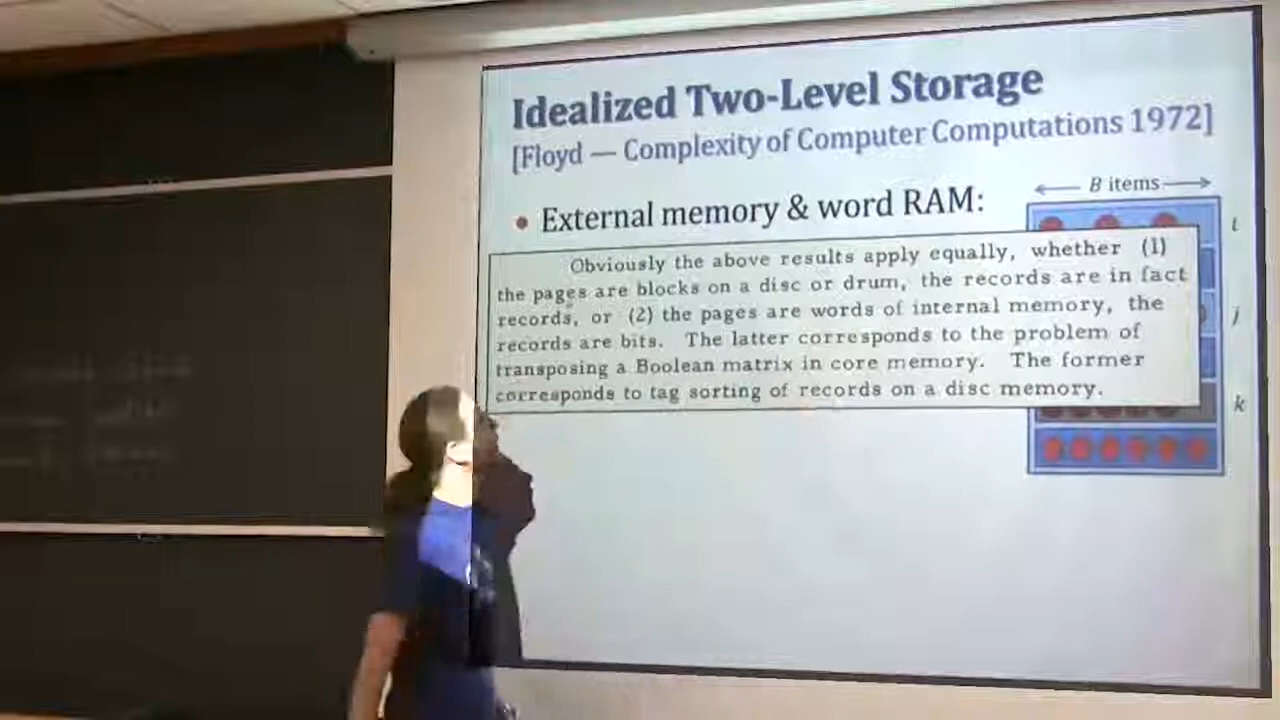 Idealized Two-Level Storage
[Floyd — Complexity of Computer Computations 1972]
• External memory & word RAM:
B items
i
Obviously the above results apply equally, whether (1)
the pages are blocks on a disc or drum, the records are in fact
records, or (2) the pages are words of internal memory, the
records are bits. The latter corresponds to the problem of
transposing a Boolean matrix in core memory. The former
corresponds to tag sorting of records on a disc memory.
j
k